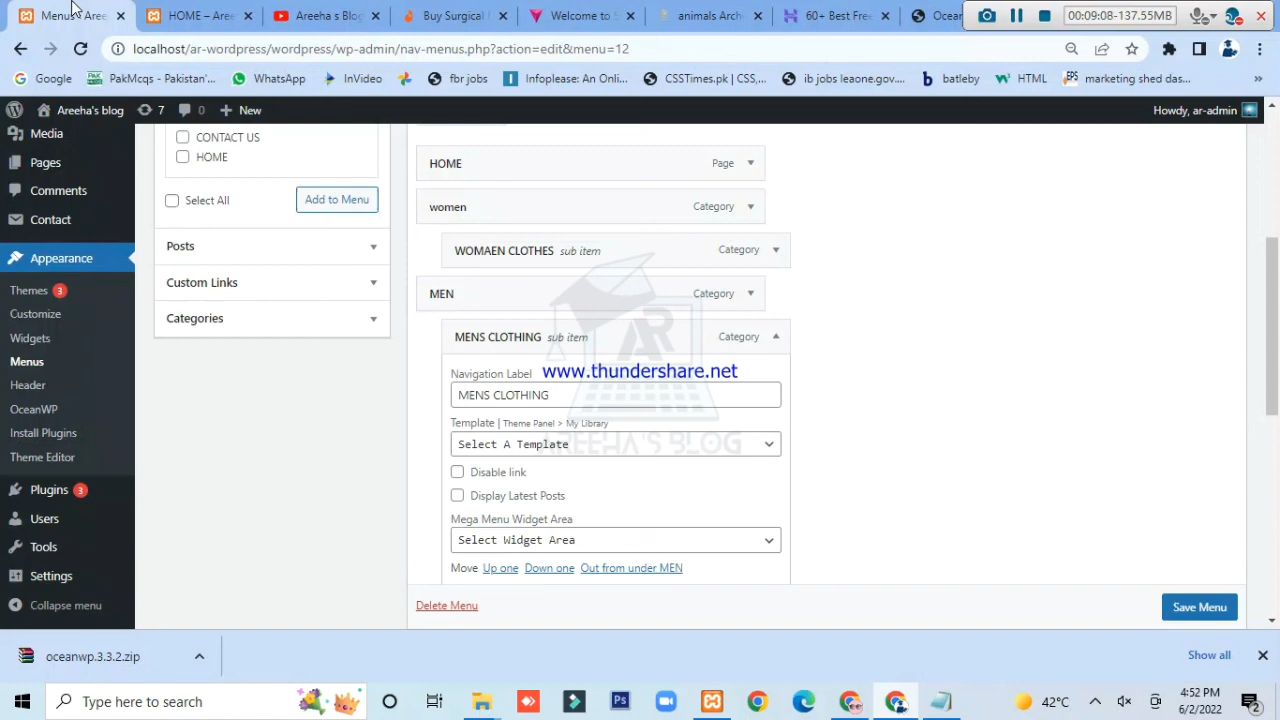 Menus Aree
HOME – Aree
Areeha's Blog
Buy Surgical
Welcome to S
animals Arch
60+ Best Free
Ocean
00:09:08-137.55MB
localhost/ar-wordpress/wordpress/wp-admin/nav-menus.php?action=edit&menu=12
Google
PakMcqs - Pakistan'...
WhatsApp
InVideo
fbr jobs
Infoplease: An Onli...
CSSTimes.pk | CSS,...
ib jobs leaone.gov....
batleby
HTML
marketing shed das...
»
Areeha's blog
7
0
New
Howdy, ar-admin
Media
Pages
Comments
Contact
Appearance
Themes 3
Customize
Widgets
Menus
Header
OceanWP
Install Plugins
Theme Editor
Plugins 3
Users
Tools
Settings
Collapse menu
CONTACT US
HOME
Select All
Add to Menu
Posts
Custom Links
Categories
HOME
Page
women
Category
WOMAEN CLOTHES sub item
Category
MEN
Category
MENS CLOTHING sub item
Category
Navigation Label
www.thundershare.net
MENS CLOTHING
Template | Theme Panel > My Library
Select A Template
AR
AREEHA'S BLOG
Disable link
Display Latest Posts
Mega Menu Widget Area
Select Widget Area
Move Up one Down one Out from under MEN
Delete Menu
Save Menu
oceanwp.3.3.2.zip
Show all
Type here to search
Ps
42°C
4:52 PM
6/2/2022
2